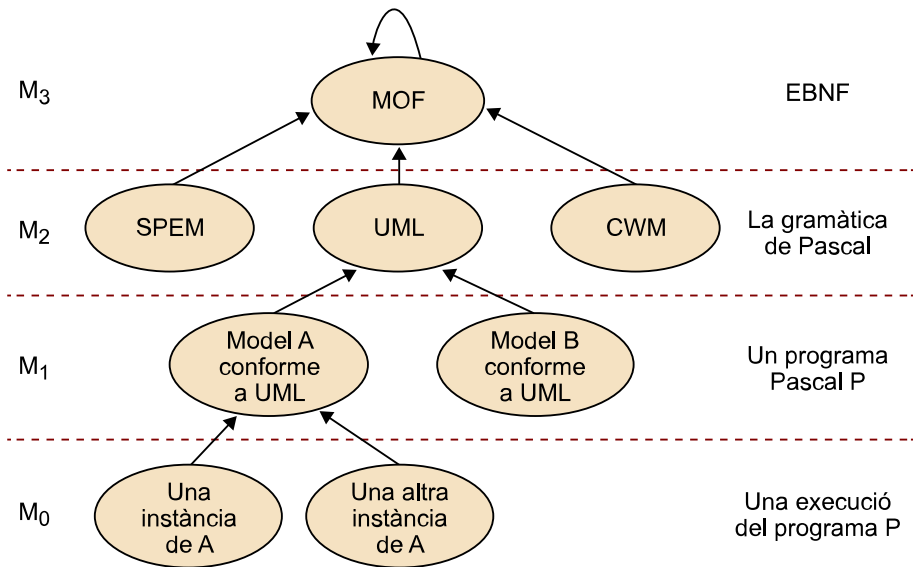 M3
MOF
EBNF
M2
SPEM
UML
CWM
La gramàtica
de Pascal
M1
Model A
conforme
a UML
Model B
conforme
a UML
Un programa
Pascal P
M0
Una
instància
de A
Una altra
instància
de A
Una execució
del programa P